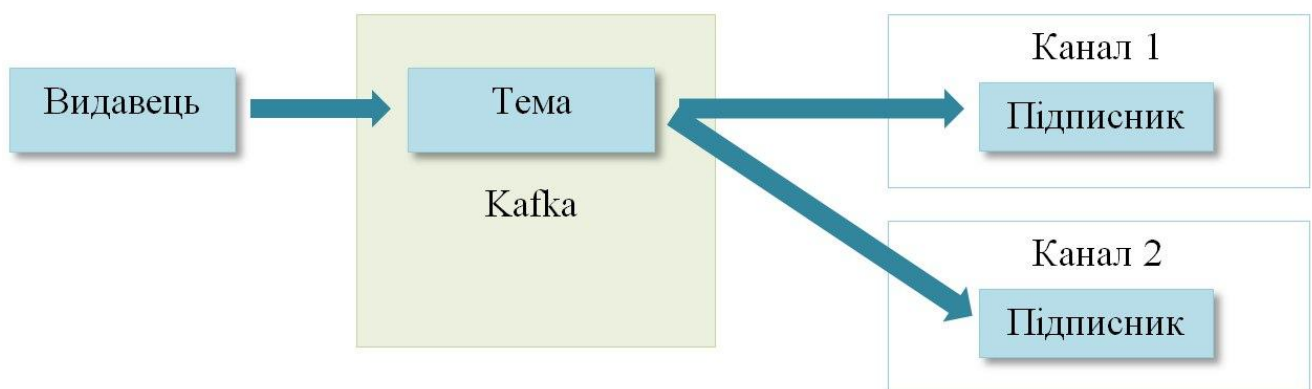 Видавець
Тема
Kafka
Канал 1
Підписник
Канал 2
Підписник